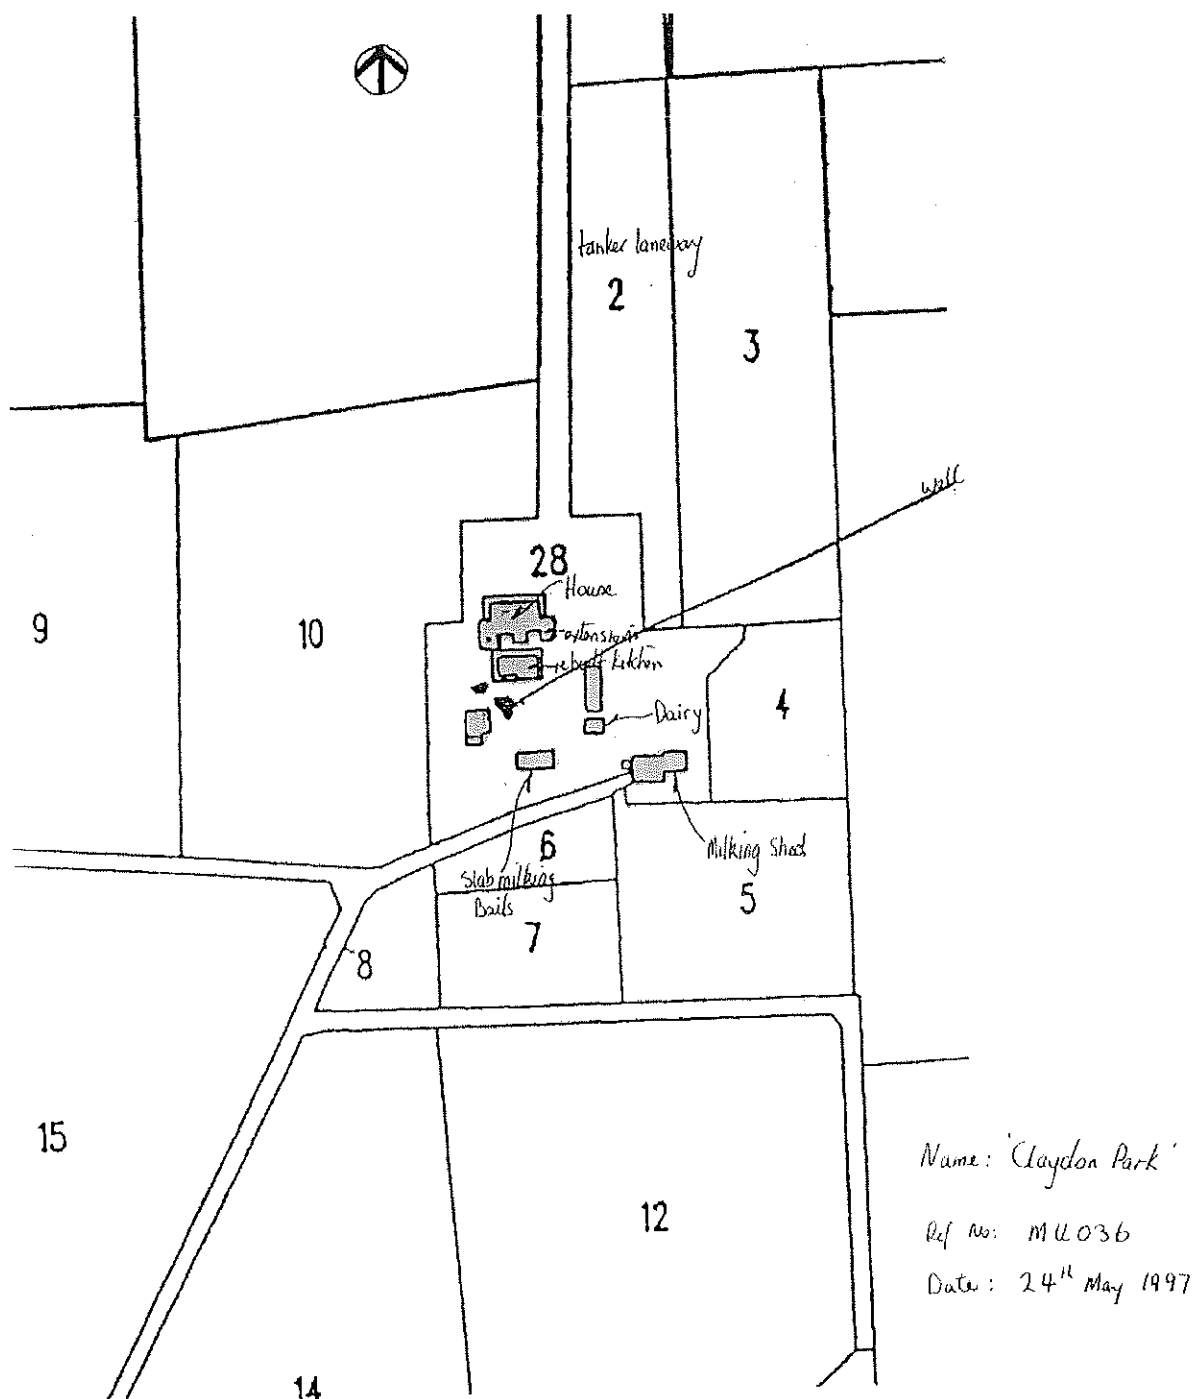 tanker laneway
2
3
well
28
House
extensions
rebuilt kitchen
9
10
Dairy
4
6
Milking Shed
Slab milking
Bails
5
7
8
15
12
14
Name: 'Claydon Park'
Ref No: MU036
Date: 24th May 1997